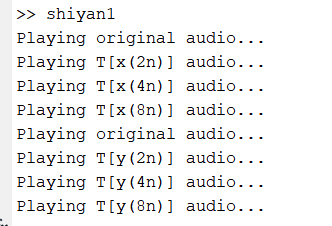 >> shiyan1
Playing original audio...
Playing T[x(2n)] audio...
Playing T[x(4n)] audio...
Playing T[x(8n)] audio...
Playing original audio...
Playing T[y(2n)] audio...
Playing T[y(4n)] audio...
Playing T[y(8n)] audio...